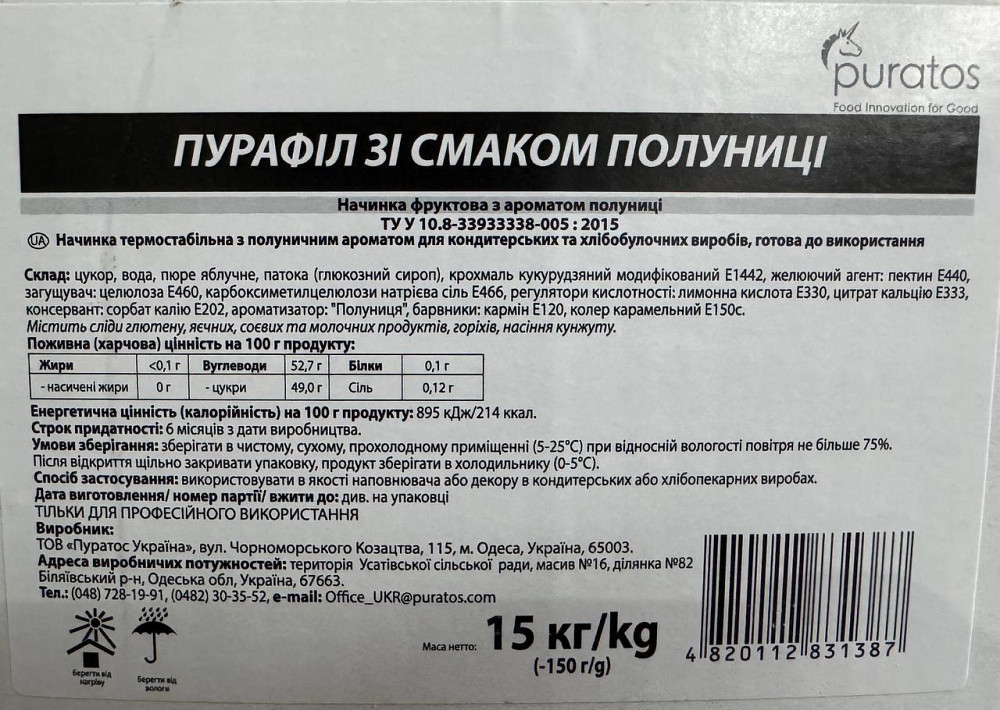 puratos
Food Innovation for Good
ПУРАФІЛ ЗІ СМАКОМ ПОЛУНИЦІ
Начинка фруктова з ароматом полуниці
ТУ У 10.8-33933338-005 : 2015
UA Начинка термостабільна з полуничним ароматом для кондитерських та хлібобулочних виробів, готова до використання
Склад: цукор, вода, пюре яблучне, патока (глюкозний сироп), крохмаль кукурудзяний модифікований Е1442, желюючий агент: пектин Е440,
загущувач: целюлоза Е460, карбоксиметилцелюлози натрієва сіль Е466, регулятори кислотності: лимонна кислота Е330, цитрат кальцію Е333,
консервант: сорбат калію Е202, ароматизатор: "Полуниця", барвники: кармін Е120, колер карамельний Е150с.
Містить сліди глютену, яєчних, соєвих та молочних продуктів, горіхів, насіння кунжуту.
Поживна (харчова) цінність на 100 г продукту:
Жири <0,1 г Вуглеводи 52,7 г Білки 0,1 г
- насичені жири 0 г - цукри 49,0 г Сіль 0,12 г
Енергетична цінність (калорійність) на 100 г продукту: 895 кДж/214 ккал.
Строк придатності: 6 місяців з дати виробництва.
Умови зберігання: зберігати в чистому, сухому, прохолодному приміщенні (5-25°С) при відносній вологості повітря не більше 75%.
Після відкриття щільно закривати упаковку, продукт зберігати в холодильнику (0-5°С).
Спосіб застосування: використовувати в якості наповнювача або декору в кондитерських або хлібопекарних виробах.
Дата виготовлення/ номер партії/ вжити до: див. на упаковці
ТІЛЬКИ ДЛЯ ПРОФЕСІЙНОГО ВИКОРИСТАННЯ
Виробник:
ТОВ «Пуратос Україна», вул. Чорноморського Козацтва, 115, м. Одеса, Україна, 65003.
Адреса виробничих потужностей: територія Усатівської сільської ради, масив №16, ділянка №82
Біляївський р-н, Одеська обл, Україна, 67663.
Тел.: (048) 728-19-91, (0482) 30-35-52, e-mail: Office_UKR@puratos.com
Берегти від
нагріву
Берегти від
вологи
Маса нетто: 15 кг/kg
(-150 г/g)
4 820112 831387